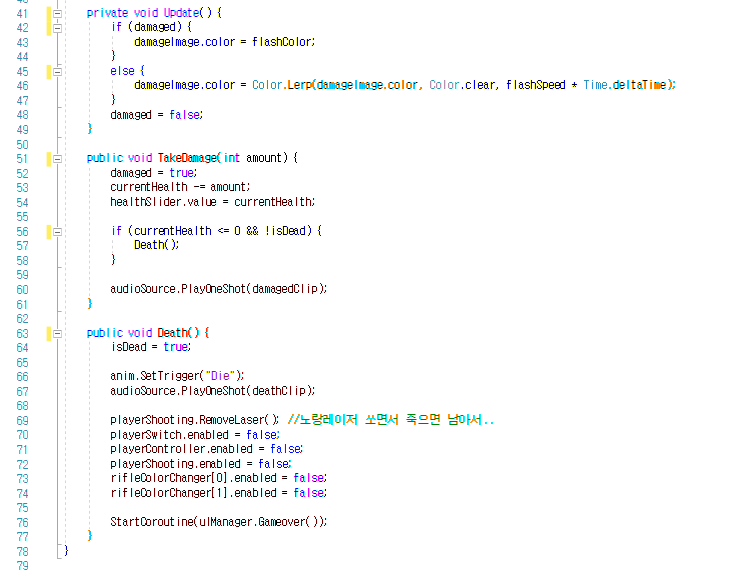 41 private void Update() {
42 if (damaged) {
43 damageImage.color = flashColor;
44 }
45 else {
46 damageImage.color = Color.Lerp(damageImage.color, Color.clear, flashSpeed * Time.deltaTime);
47 }
48 damaged = false;
49 }
50
51 public void TakeDamage(int amount) {
52 damaged = true;
53 currentHealth -= amount;
54 healthSlider.value = currentHealth;
55
56 if (currentHealth <= 0 && !isDead) {
57 Death();
58 }
59
60 audioSource.PlayOneShot(damagedClip);
61 }
62
63 public void Death() {
64 isDead = true;
65
66 anim.SetTrigger("Die");
67 audioSource.PlayOneShot(deathClip);
68
69 playerShooting.RemoveLaser(); //노랑레이저 쏘면서 죽으면 남아서..
70 playerSwitch.enabled = false;
71 playerController.enabled = false;
72 playerShooting.enabled = false;
73 rifleColorChanger[0].enabled = false;
74 rifleColorChanger[1].enabled = false;
75
76 StartCoroutine(uIManager.Gameover());
77 }
78 }
79